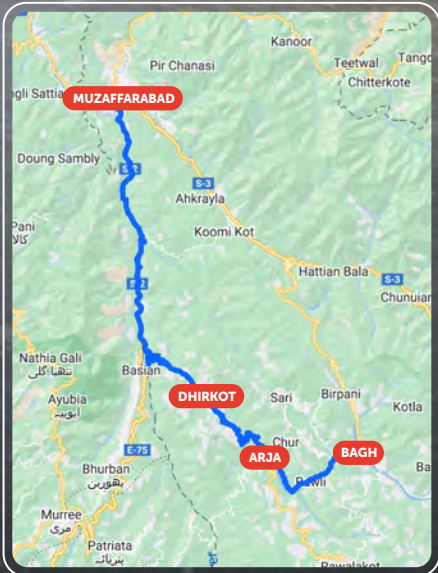 Kanoor
Pir Chanasi
Teetwal
Tango
Chitterkote
MUZAFFARABAD
Doung Sambly
S-2
S-3
Ahkrayla
Koomi Kot
Pani
Hattian Bala
S-3
S-2
Chunuian
Nathia Gali
نتھیا گلی
Basian
DHIRKOT
Ayubia
ایوبیہ
Sari
Birpani
Kotla
E-75
Chur
ARJA
BAGH
Bhurban
بھوربن
Murree
مری
Patriata
پتریاٹہ
Rawalakot